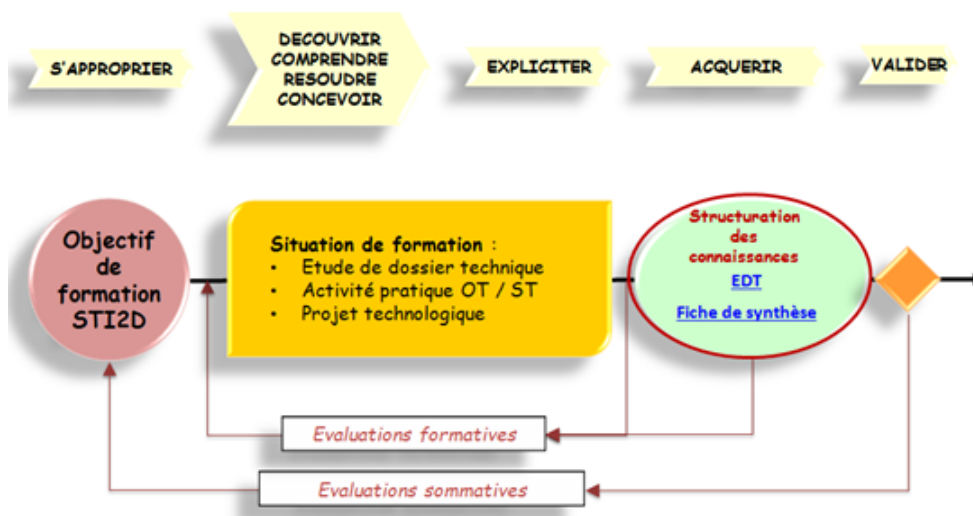 S'APPROPRIER
DECOUVRIR
COMPRENDRE
RESOUDRE
CONCEVOIR
EXPLICITER
ACQUERIR
VALIDER
Objectif
de
formation
STI2D
Situation de formation :
• Etude de dossier technique
• Activité pratique OT / ST
• Projet technologique
Structuration
des
connaissances
EDT
Fiche de synthèse
Evaluations formatives
Evaluations sommatives